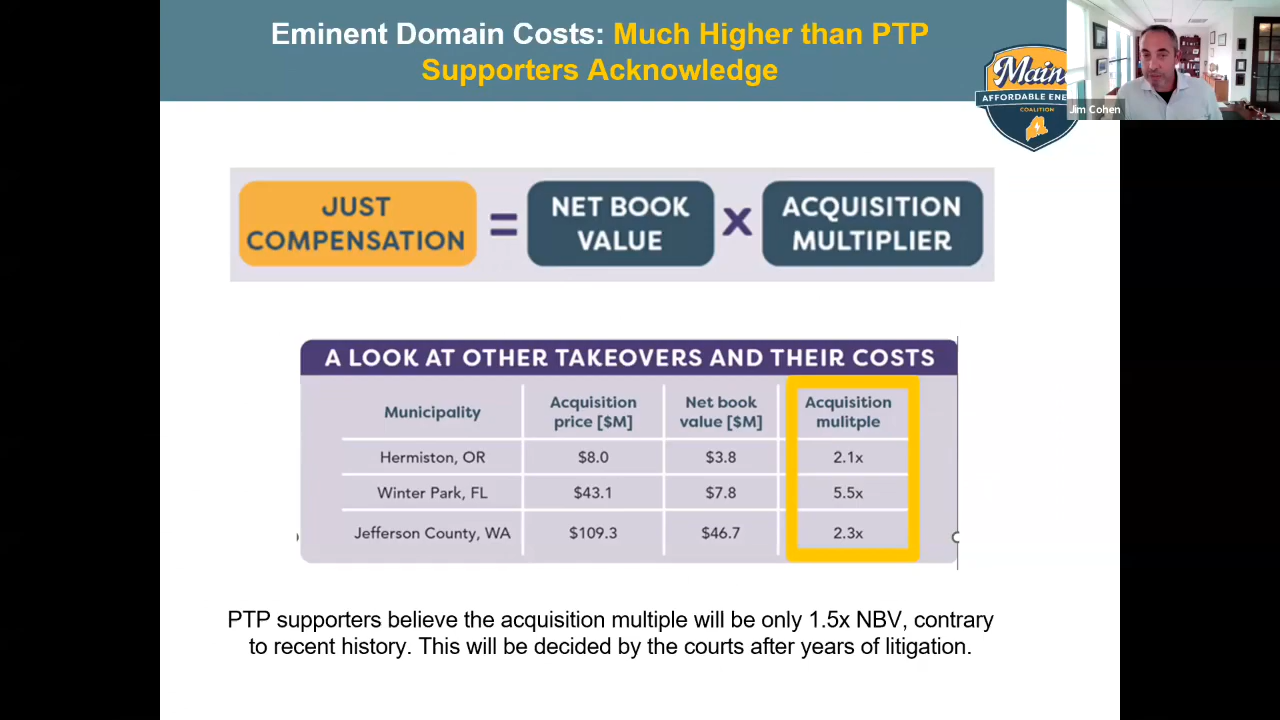 Eminent Domain Costs: Much Higher than PTP
Supporters Acknowledge
AFFORDABLE
COALITION
Jim Cohen
JUST
COMPENSATION
=
NET BOOK
VALUE
X
ACQUISITION
MULTIPLIER
A LOOK AT OTHER TAKEOVERS AND THEIR COSTS
Municipality
Acquisition
price [$M]
Net book
value [$M]
Acquisition
mulitple
Hermiston, OR $8.0 $3.8 2.1x
Winter Park, FL $43.1 $7.8 5.5x
Jefferson County, WA $109.3 $46.7 2.3x
PTP supporters believe the acquisition multiple will be only 1.5x NBV, contrary
to recent history. This will be decided by the courts after years of litigation.